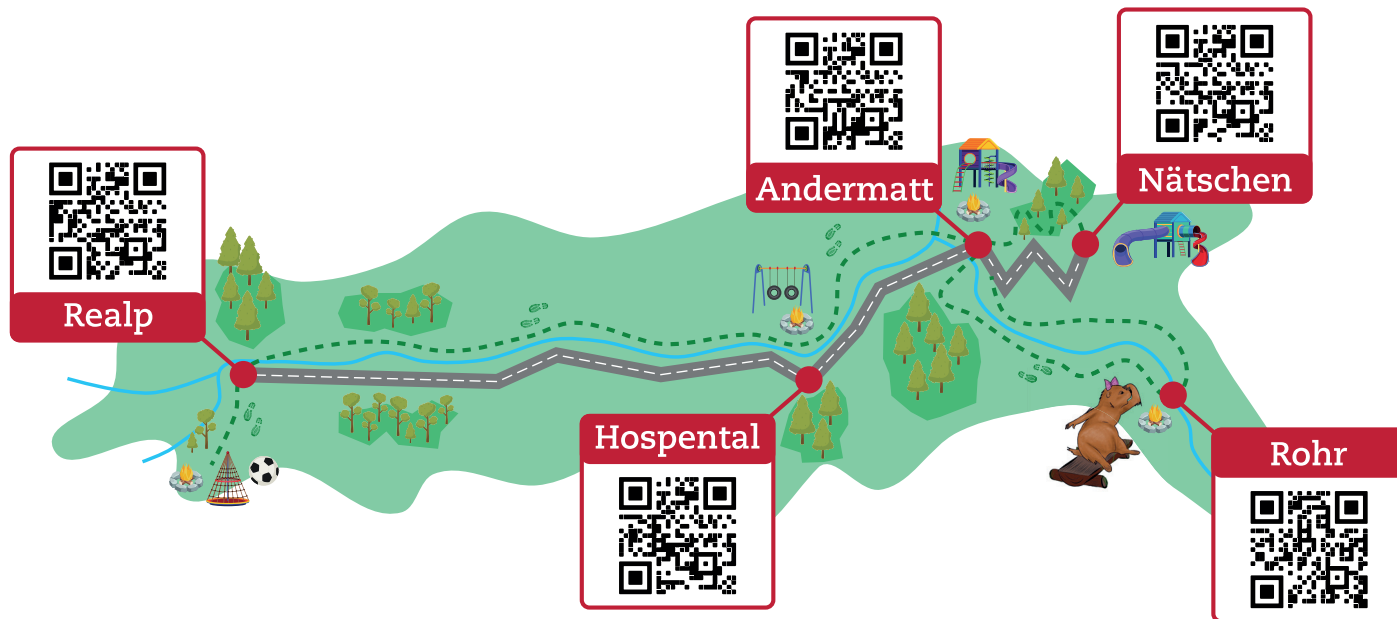 Realp
Andermatt
Nätschen
Hospental
Rohr